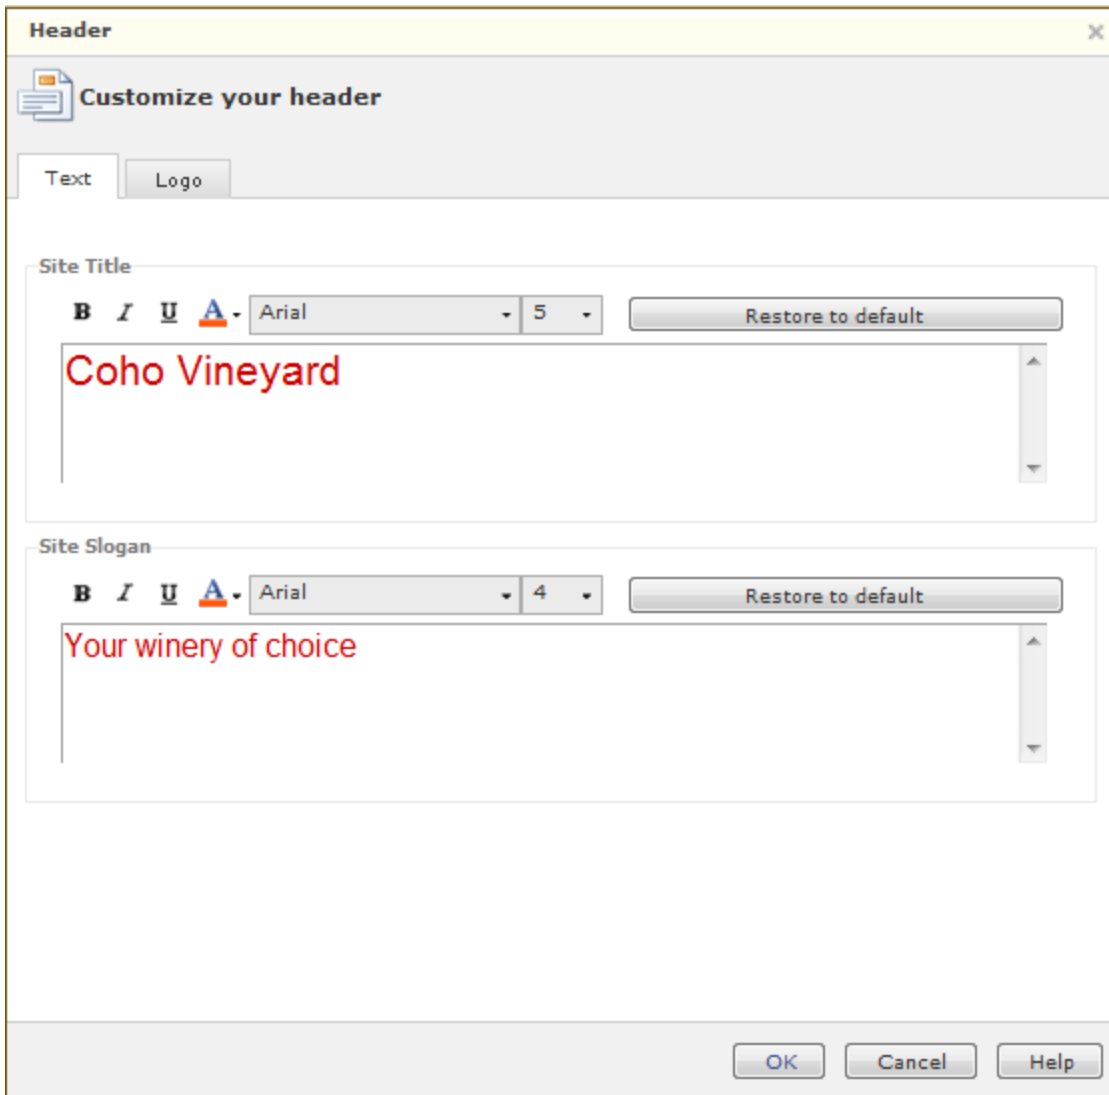 Header
Customize your header
Text Logo
Site Title
B I U A Arial 5 Restore to default
Coho Vineyard
Site Slogan
B I U A Arial 4 Restore to default
Your winery of choice
OK Cancel Help